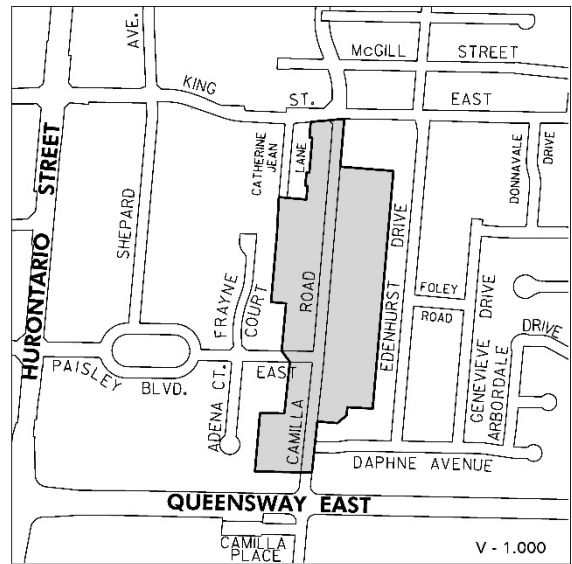 AVE.
McGILL STREET
KING ST. EAST
HURONTARIO STREET
SHEPARD
CATHERINE JEAN LANE
DONNAVALE DRIVE
FRAYNE COURT
ROAD
EDENHURST DRIVE
FOLEY ROAD
GENEVIEVE DRIVE
ARBORDALE DRIVE
PAISLEY BLVD. EAST
ADENA CT.
CAMILLA
DAPHNE AVENUE
QUEENSWAY EAST
CAMILLA PLACE
V - 1.000